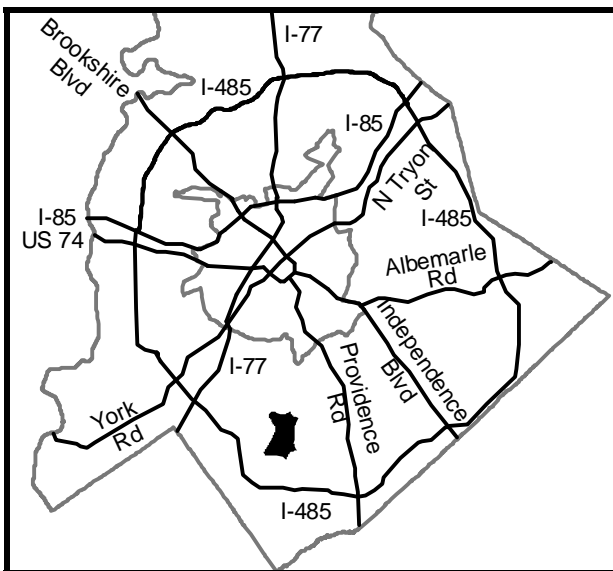 I-77
Brookshire
Blvd
I-485
I-85
N Tryon
St
I-85
US 74
I-485
Albemarle
Rd
Independence
Blvd
Providence
Rd
I-77
York
Rd
I-485